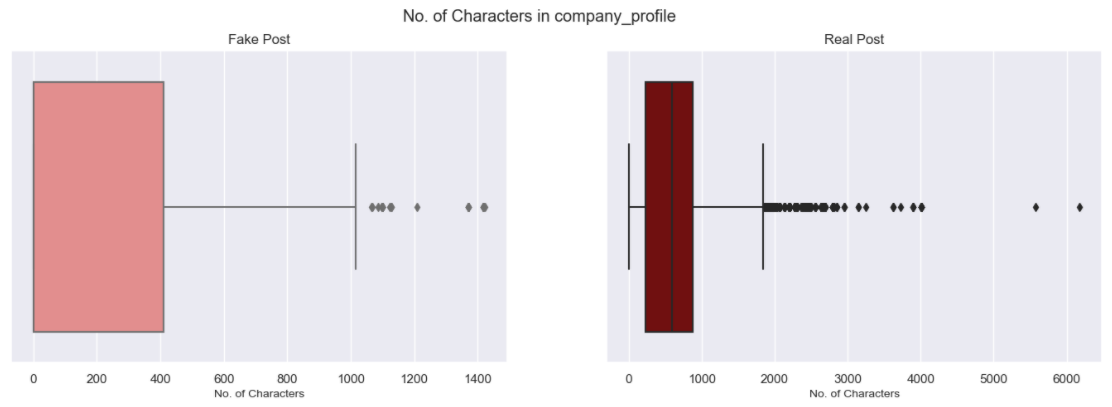 No. of Characters in company_profile
Fake Post
Real Post
0 200 400 600 800 1000 1200 1400
No. of Characters
0 1000 2000 3000 4000 5000 6000
No. of Characters